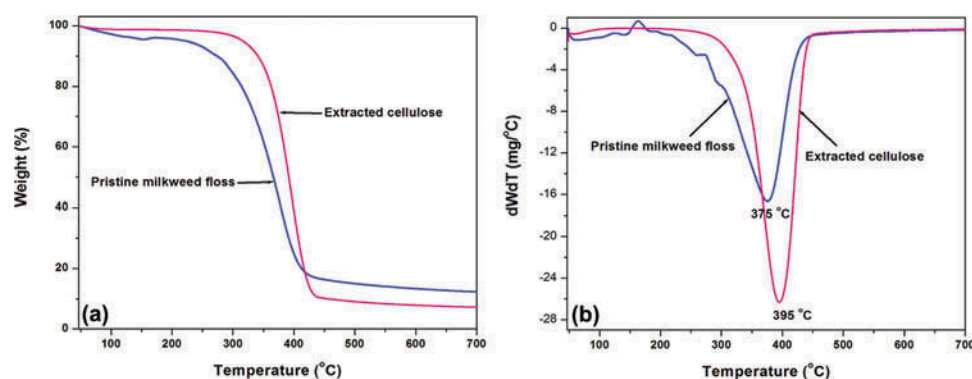 100
80
60
40
20
0
Weight (%)
Extracted cellulose
Pristine milkweed floss
(a)
100 200 300 400 500 600 700
Temperature (°C)
0
-4
-8
-12
-16
-20
-24
-28
dWdT (mg/°C)
Pristine milkweed floss
Extracted cellulose
375 °C
395 °C
(b)
100 200 300 400 500 600 700
Temperature (°C)